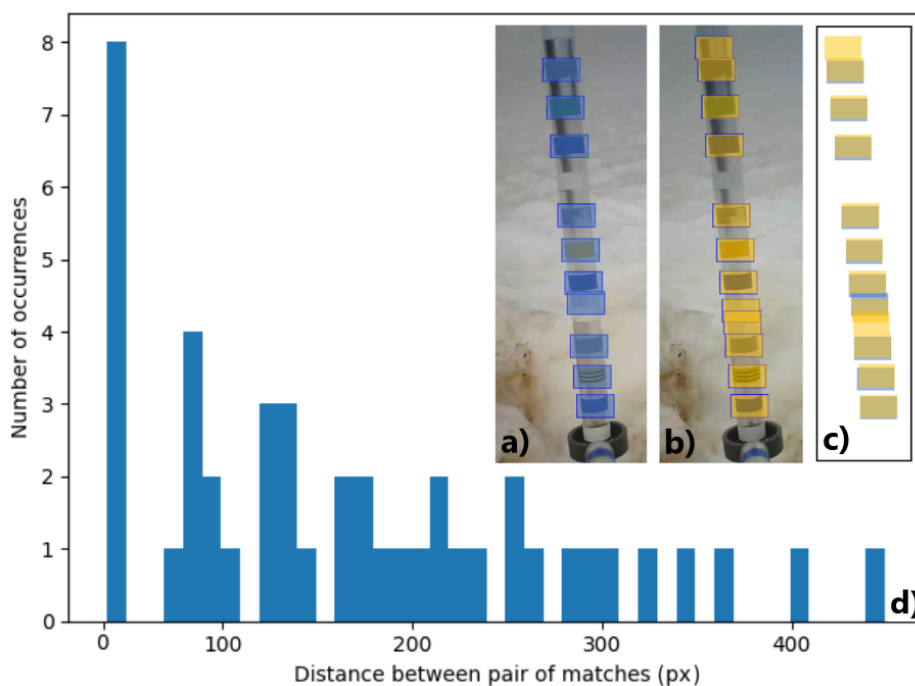 8
7
6
5
4
3
2
1
0
Number of occurrences
0 100 200 300 400
Distance between pair of matches (px)
a)
b)
c)
d)